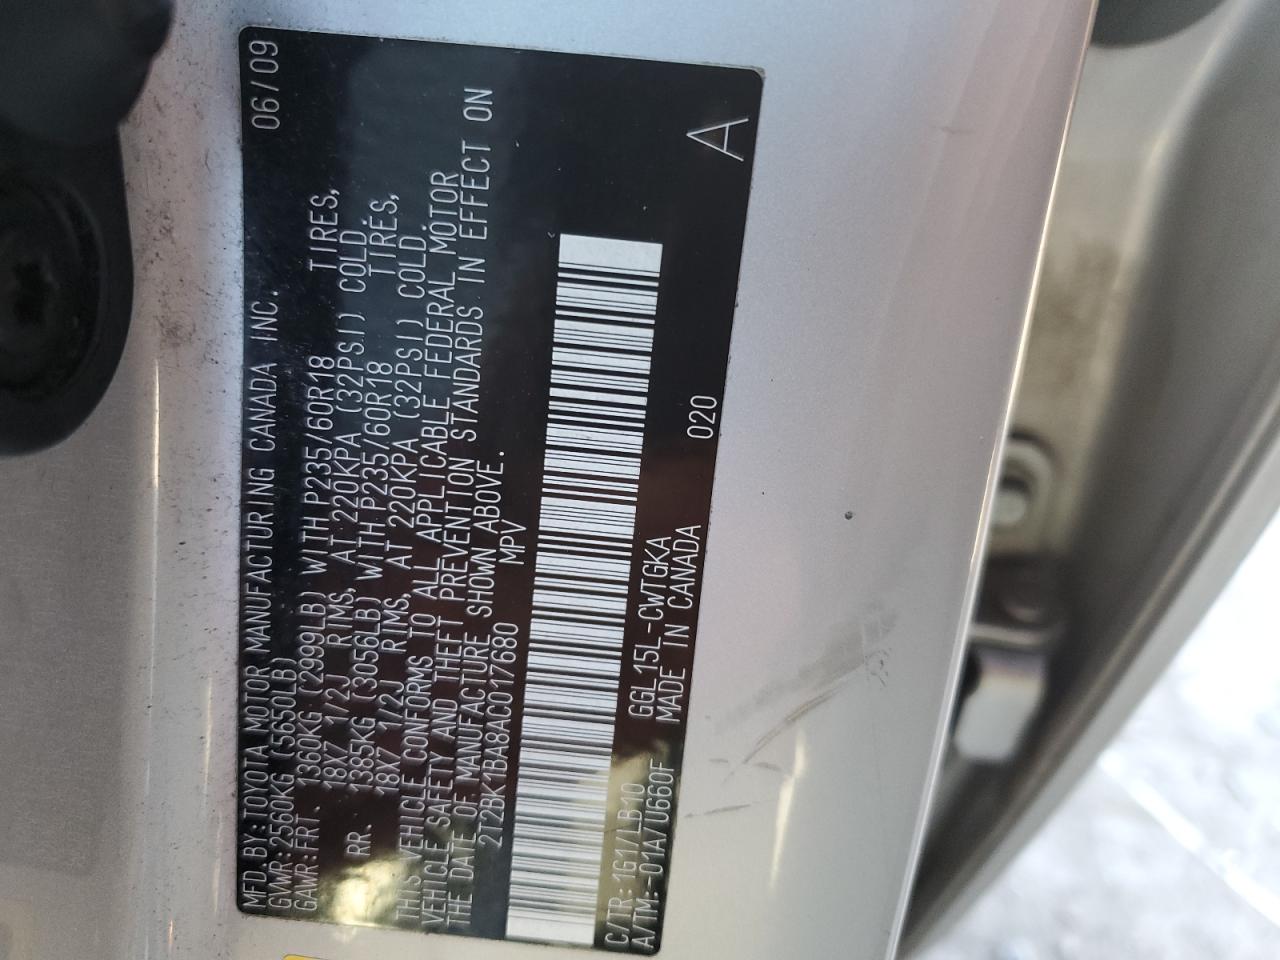 MFD.BY:TOYOTA MOTOR MANUFACTURING CANADA INC. 06/09
GVWR:2560KG (5650LB)
GAWR:FRT. 1360KG (2999LB) WITH P235/60R18 TIRES,
18X7 1/2J RIMS, AT 220KPA (32PSI) COLD.
RR. 1385KG (3056LB) WITH P235/60R18 TIRES,
18X7 1/2J RIMS, AT 220KPA (32PSI) COLD.
THIS VEHICLE CONFORMS TO ALL APPLICABLE FEDERAL MOTOR
VEHICLE SAFETY AND THEFT PREVENTION STANDARDS IN EFFECT ON
THE DATE OF MANUFACTURE SHOWN ABOVE.
2T2BK1BA8AC017680 MPV
C/TR:1G1/LB10 GGL15L-CWTGKA
A/TM:-01A/U660F MADE IN CANADA 020 A